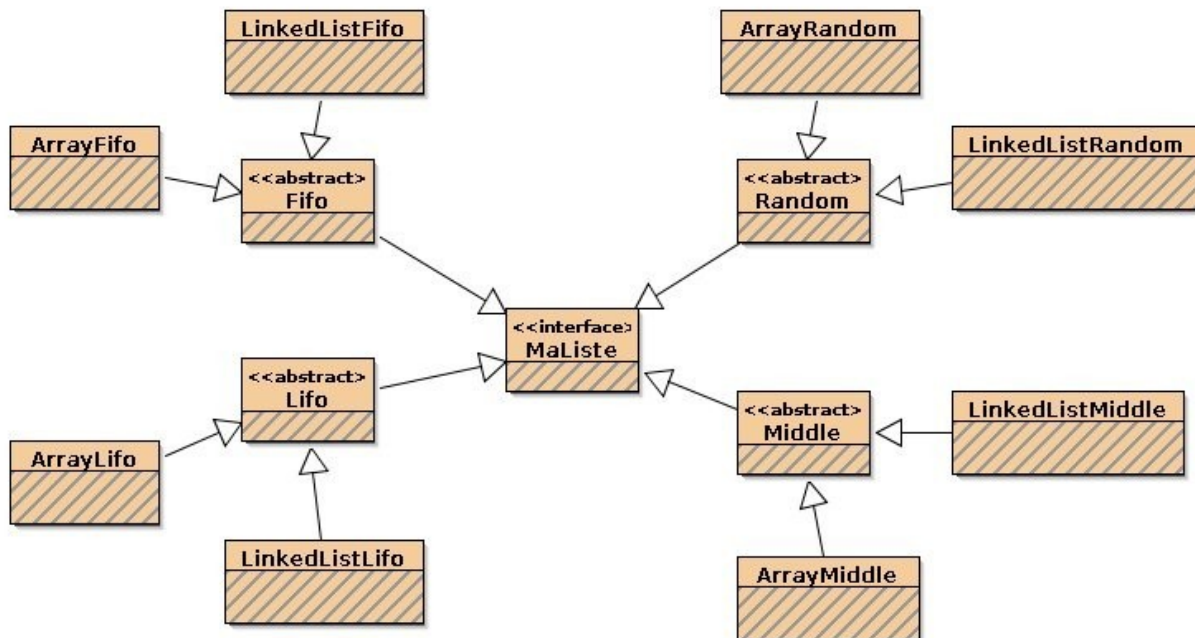 LinkedListFifo
ArrayRandom
ArrayFifo
LinkedListRandom
<<abstract>
Fifo
<<abstract>
Random
<<interface>
MaListe
<<abstract>
Lifo
<<abstract>
Middle
LinkedListMiddle
ArrayLifo
LinkedListLifo
ArrayMiddle